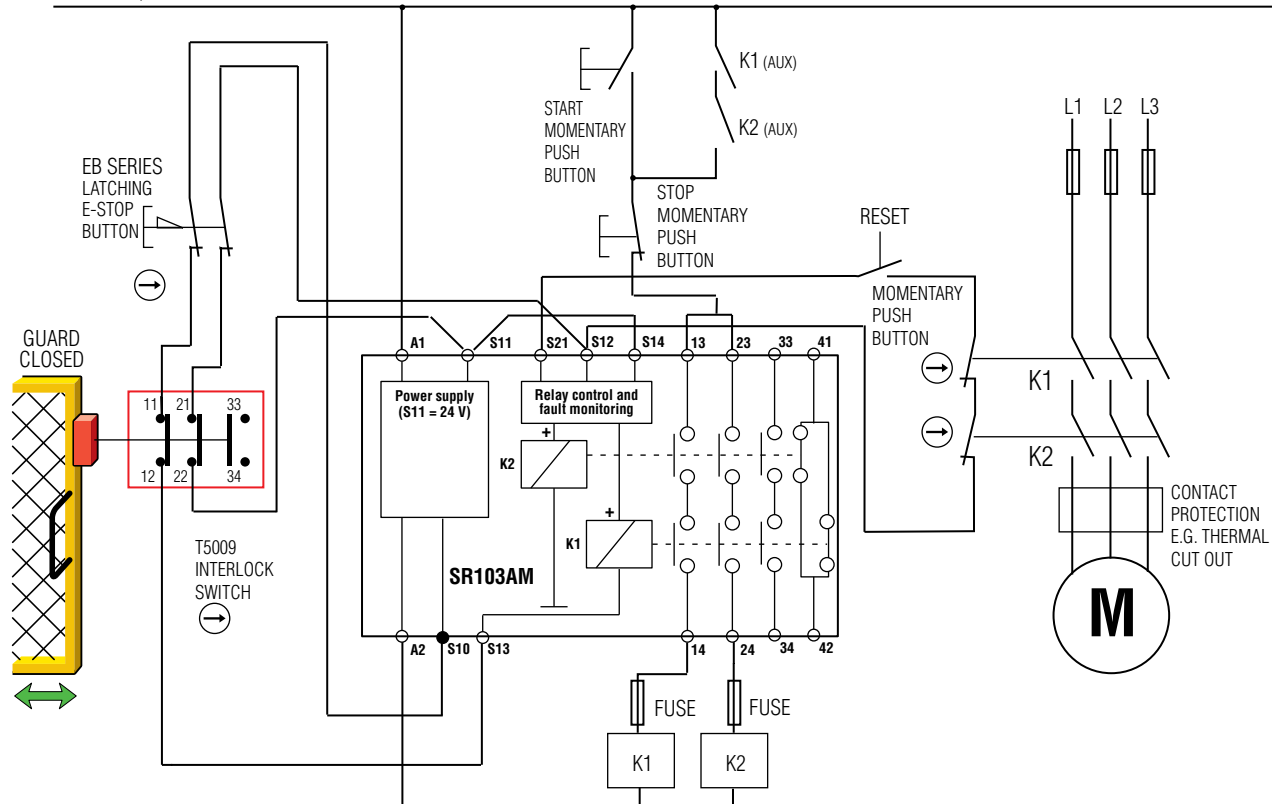 K1 (AUX)
K2 (AUX)
START
MOMENTARY
PUSH
BUTTON
L1 L2 L3
EB SERIES
LATCHING
E-STOP
BUTTON
STOP
MOMENTARY
PUSH
BUTTON
RESET
MOMENTARY
PUSH
BUTTON
GUARD
CLOSED
A1 S11 S21 S12 S14 13 23 33 41
K1
Power supply
(S11 = 24 V)
Relay control and
fault monitoring
11 21 33
12 22 34
+
K2
K2
+
K1
CONTACT
PROTECTION
E.G. THERMAL
CUT OUT
T5009
INTERLOCK
SWITCH
SR103AM
M
A2 S10 S13 14 24 34 42
FUSE FUSE
K1 K2